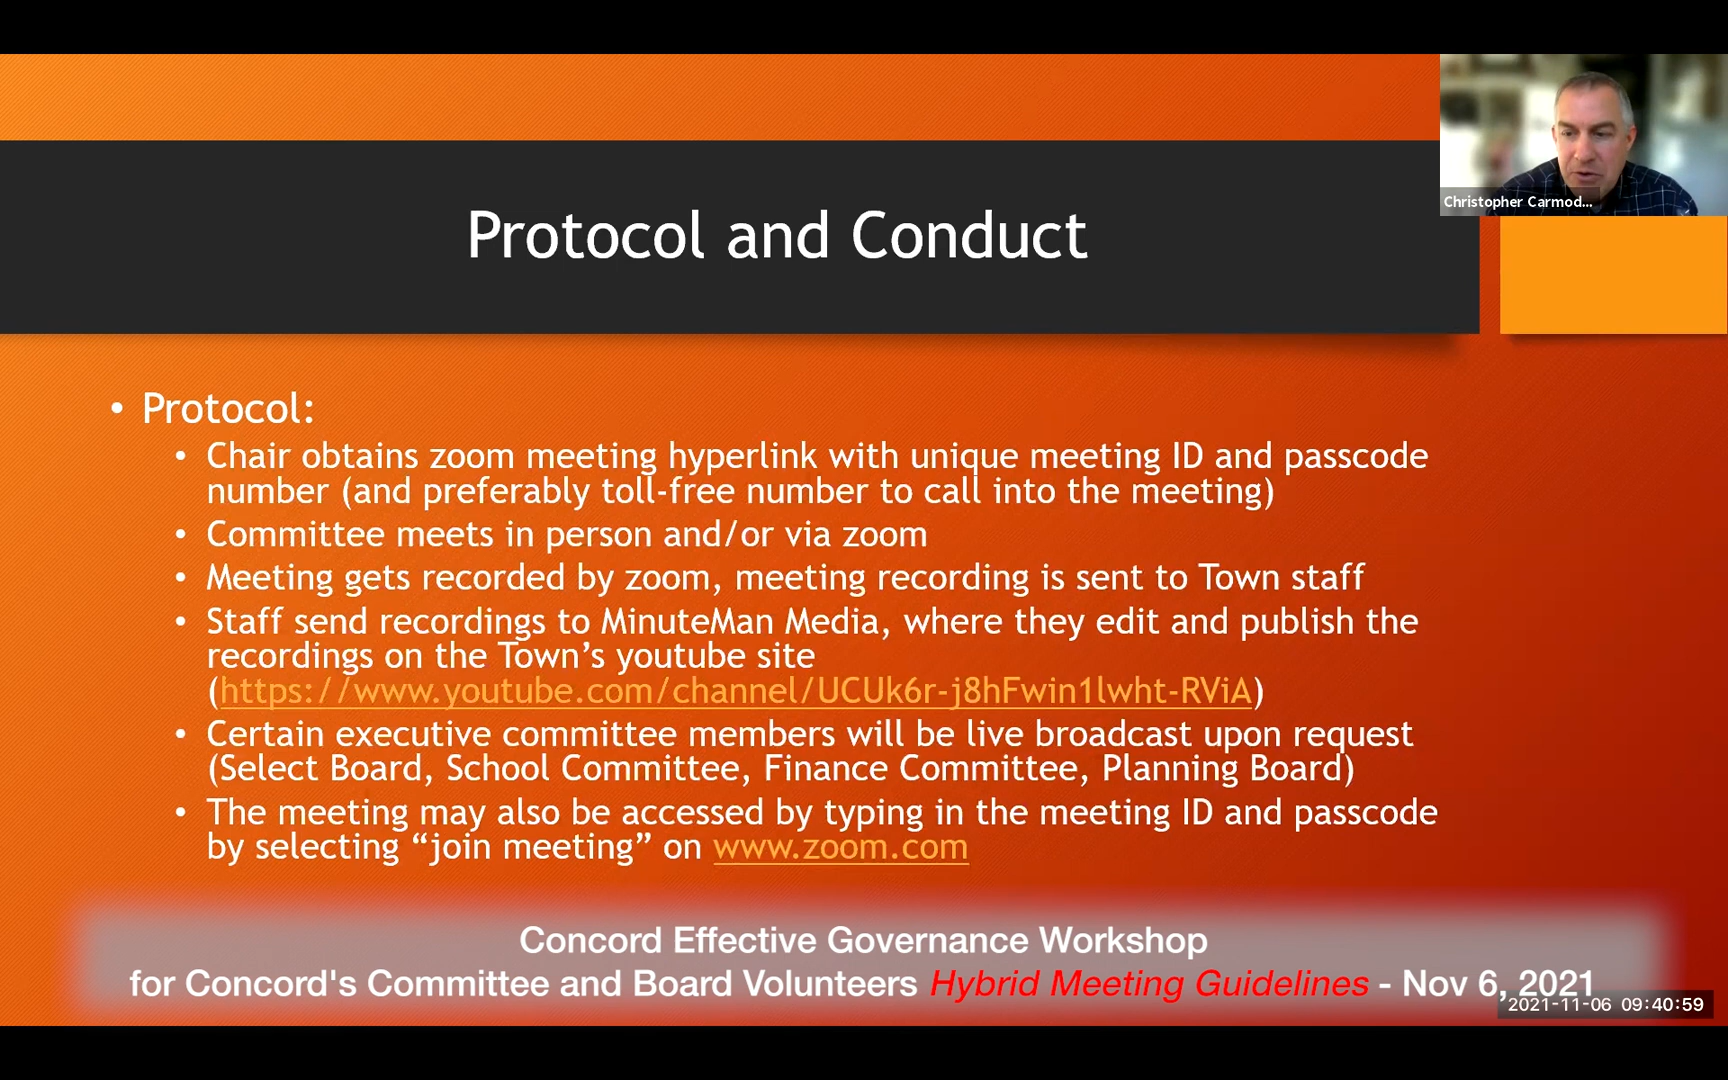 Christopher Carmod...
Protocol and Conduct
• Protocol:
• Chair obtains zoom meeting hyperlink with unique meeting ID and passcode
number (and preferably toll-free number to call into the meeting)
• Committee meets in person and/or via zoom
• Meeting gets recorded by zoom, meeting recording is sent to Town staff
• Staff send recordings to MinuteMan Media, where they edit and publish the
recordings on the Town’s youtube site
(https://www.youtube.com/channel/UCUk6r-j8hFwin1lwht-RViA)
• Certain executive committee members will be live broadcast upon request
(Select Board, School Committee, Finance Committee, Planning Board)
• The meeting may also be accessed by typing in the meeting ID and passcode
by selecting “join meeting” on www.zoom.com
Concord Effective Governance Workshop
for Concord's Committee and Board Volunteers Hybrid Meeting Guidelines - Nov 6, 2021
2021-11-06 09:40:59